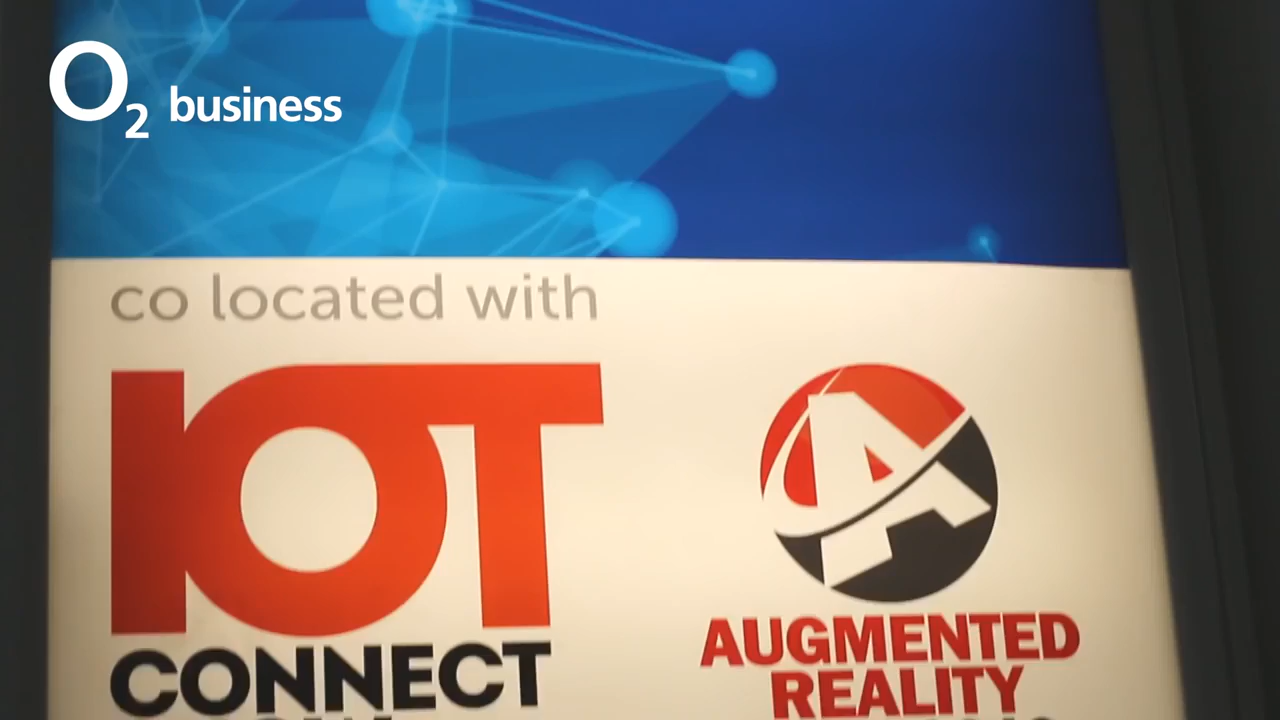 O2 business
co located with
IOT
CONNECT
AUGMENTED
REALITY